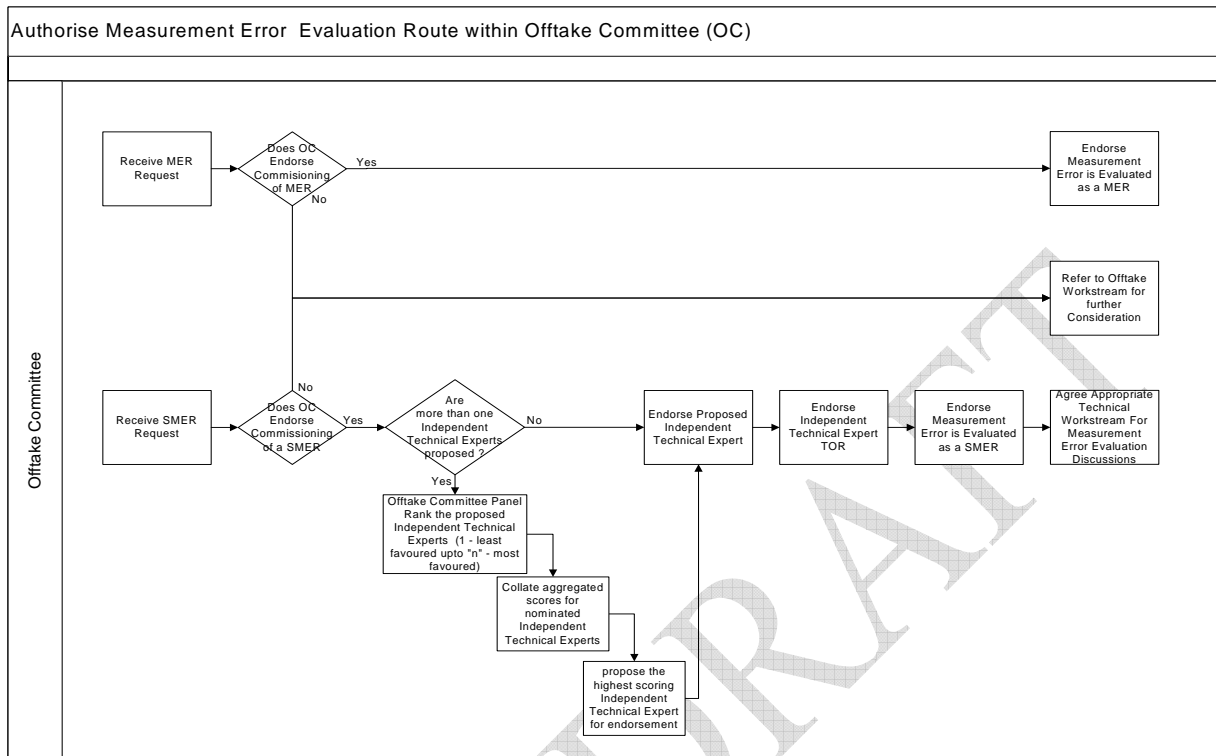 Authorise Measurement Error Evaluation Route within Offtake Committee (OC)
Offtake Committee
Receive MER
Request
Does OC
Endorse
Commisioning
of MER
Yes
No
Endorse
Measurement
Error is Evaluated
as a MER
Refer to Offtake
Workstream for
further
Consideration
Receive SMER
Request
No
Does OC
Endorse
Commissioning
of a SMER
Yes
Are
more than one
Independent
Technical Experts
proposed ?
No
Yes
Endorse Proposed
Independent
Technical Expert
Endorse
Independent
Technical Expert
TOR
Endorse
Measurement
Error is Evaluated
as a SMER
Agree Appropriate
Technical
Workstream For
Measurement
Error Evaluation
Discussions
Offtake Committee Panel
Rank the proposed
Independent Technical
Experts (1 - least
favoured upto "n" - most
favoured)
Collate aggregated
scores for
nominated
Independent
Technical Experts
propose the
highest scoring
Independent
Technical Expert
for endorsement
DRAFT